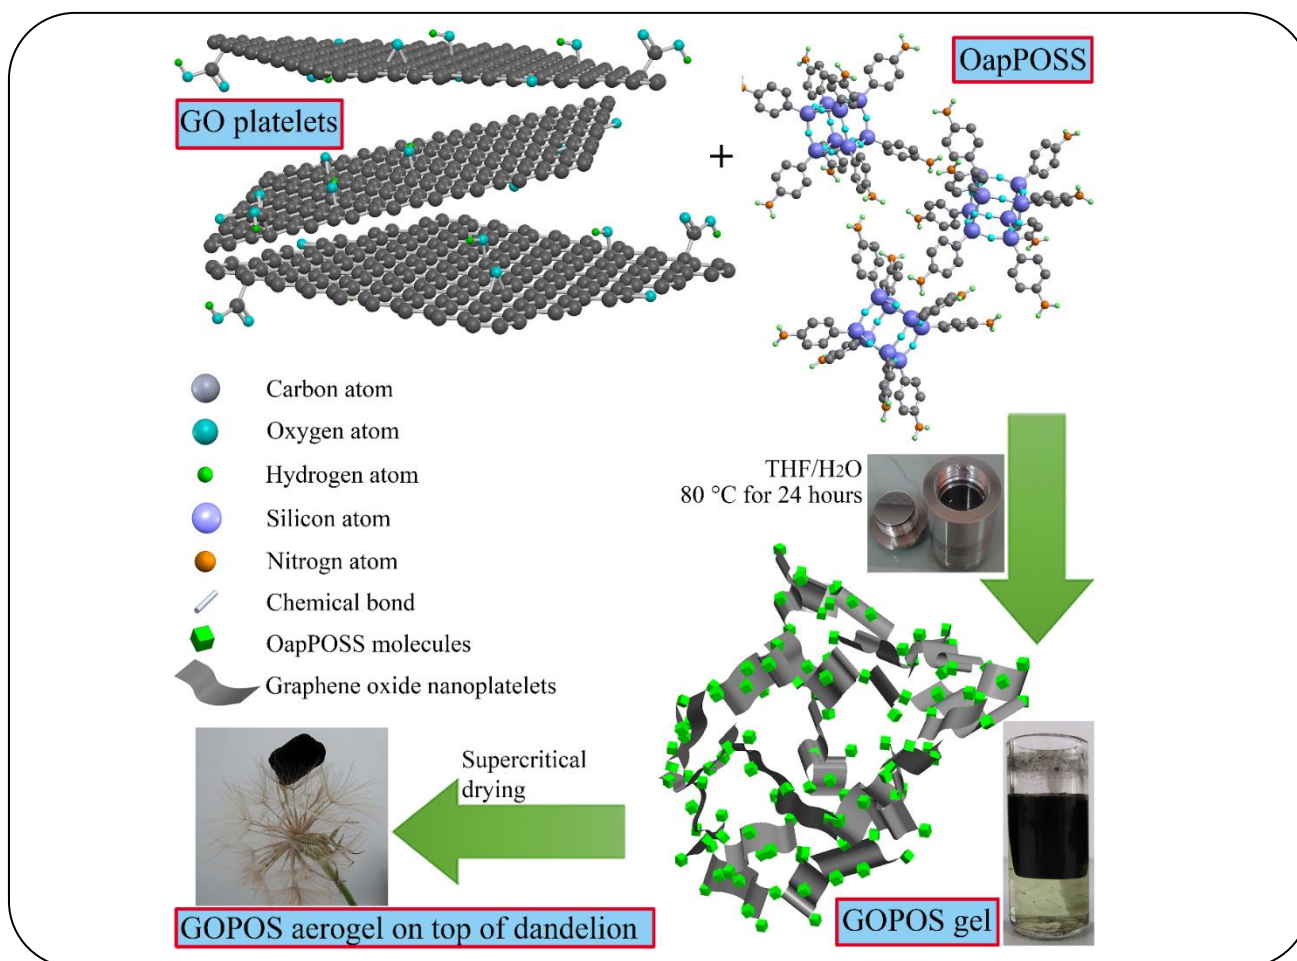 GO platelets
+
OapPOSS
Carbon atom
Oxygen atom
Hydrogen atom
Silicon atom
Nitrogn atom
Chemical bond
OapPOSS molecules
Graphene oxide nanoplatelets
THF/H2O
80 °C for 24 hours
Supercritical
drying
GOPOS aerogel on top of dandelion
GOPOS gel